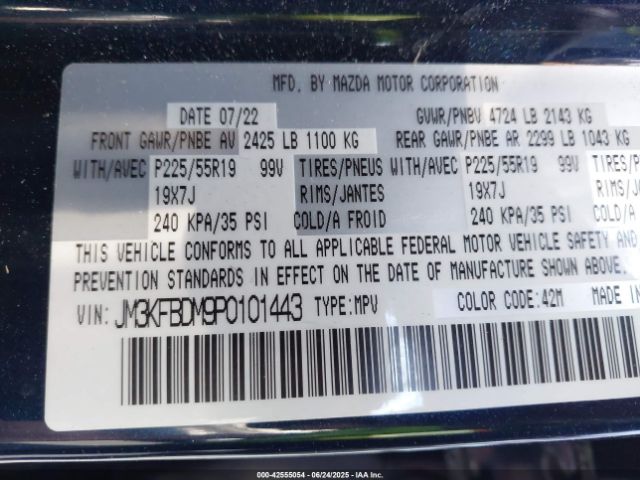 MFD. BY MAZDA MOTOR CORPORATION
DATE 07/22 GVWR/PNBV 4724 LB 2143 KG
FRONT GAWR/PNBE AV 2425 LB 1100 KG REAR GAWR/PNBE AR 2299 LB 1043 KG
WITH/AVEC P225/55R19 99V TIRES/PNEUS WITH/AVEC P225/55R19 99V TIRES/P
19X7J RIMS/JANTES 19X7J RIMS/
240 KPA/35 PSI COLD/A FROID 240 KPA/35 PSI COLD/
THIS VEHICLE CONFORMS TO ALL APPLICABLE FEDERAL MOTOR VEHICLE SAFETY AND
PREVENTION STANDARDS IN EFFECT ON THE DATE OF MANUFACTURE SHOWN ABOVE.
VIN: JM3KFBDM9P0101443 TYPE:MPV COLOR CODE:42M MADE IN
000-42555054 - 06/24/2025 - IAA Inc.